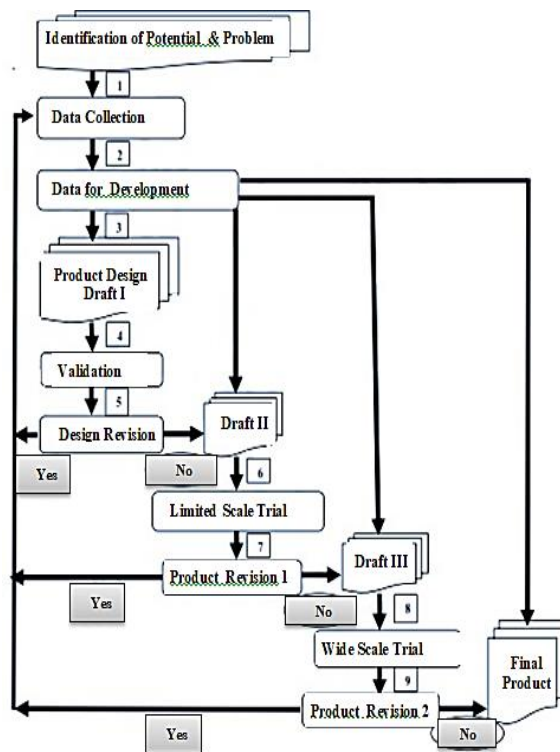 Identification of Potential & Problem
1
Data Collection
2
Data for Development
3
Product Design
Draft I
4
Validation
5
Design Revision
Draft II
Yes
No
6
Limited Scale Trial
7
Product Revision 1
Draft III
Yes
No
8
Wide Scale Trial
9
Final
Product
Product Revision 2
Yes
No